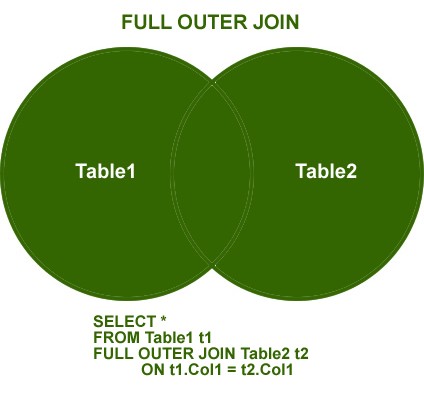 FULL OUTER JOIN
Table1
Table2
SELECT *
FROM Table1 t1
FULL OUTER JOIN Table2 t2
ON t1.Col1 = t2.Col1